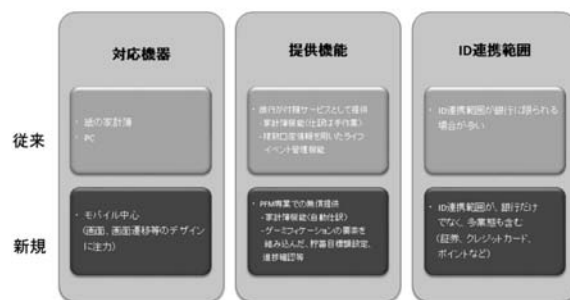 対応機器
提供機能
ID連携範囲
従来
・ 紙の家計簿
・ PC
・ 銀行が付随サービスとして提供
-家計簿機能(仕訳は手作業)
-複数口座情報を用いたライフ
イベント管理機能
・ ID連携範囲が銀行に限られる
場合が多い
新規
・ モバイル中心
(画面、画面遷移等のデザイン
に注力)
・ PFM専業での無償提供
-家計簿機能(自動仕訳)
-ゲーミフィケーションの要素を
組み込んだ、貯蓄目標額設定、
進捗確認等
・ ID連携範囲が、銀行だけ
でなく、多業態も含む
(証券、クレジットカード、
ポイントなど)